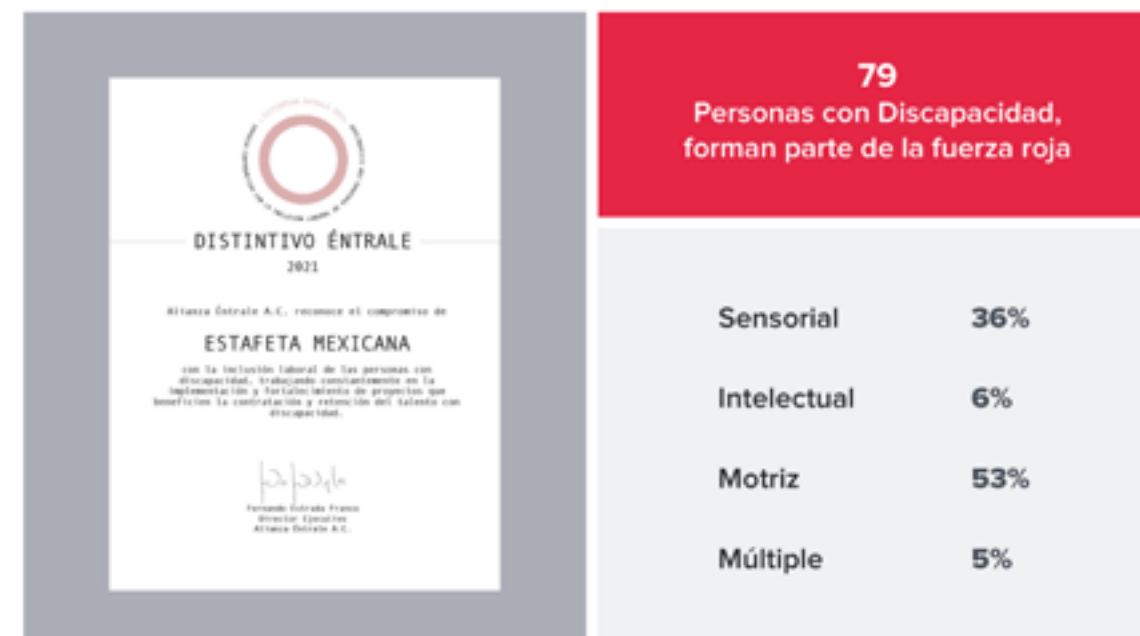 DISTINTIVO ÉNTRALE
2021
Alianza Éntrale A.C. reconoce el compromiso de
ESTAFETA MEXICANA
con la inclusión laboral de las personas con
discapacidad, trabajando constantemente en la
implementación y fortalecimiento de proyectos que
beneficien la contratación y retención del talento con
discapacidad.
Fernando Estrada Franco
Director Ejecutivo
Alianza Éntrale A.C.
79
Personas con Discapacidad,
forman parte de la fuerza roja
Sensorial 36%
Intelectual 6%
Motriz 53%
Múltiple 5%